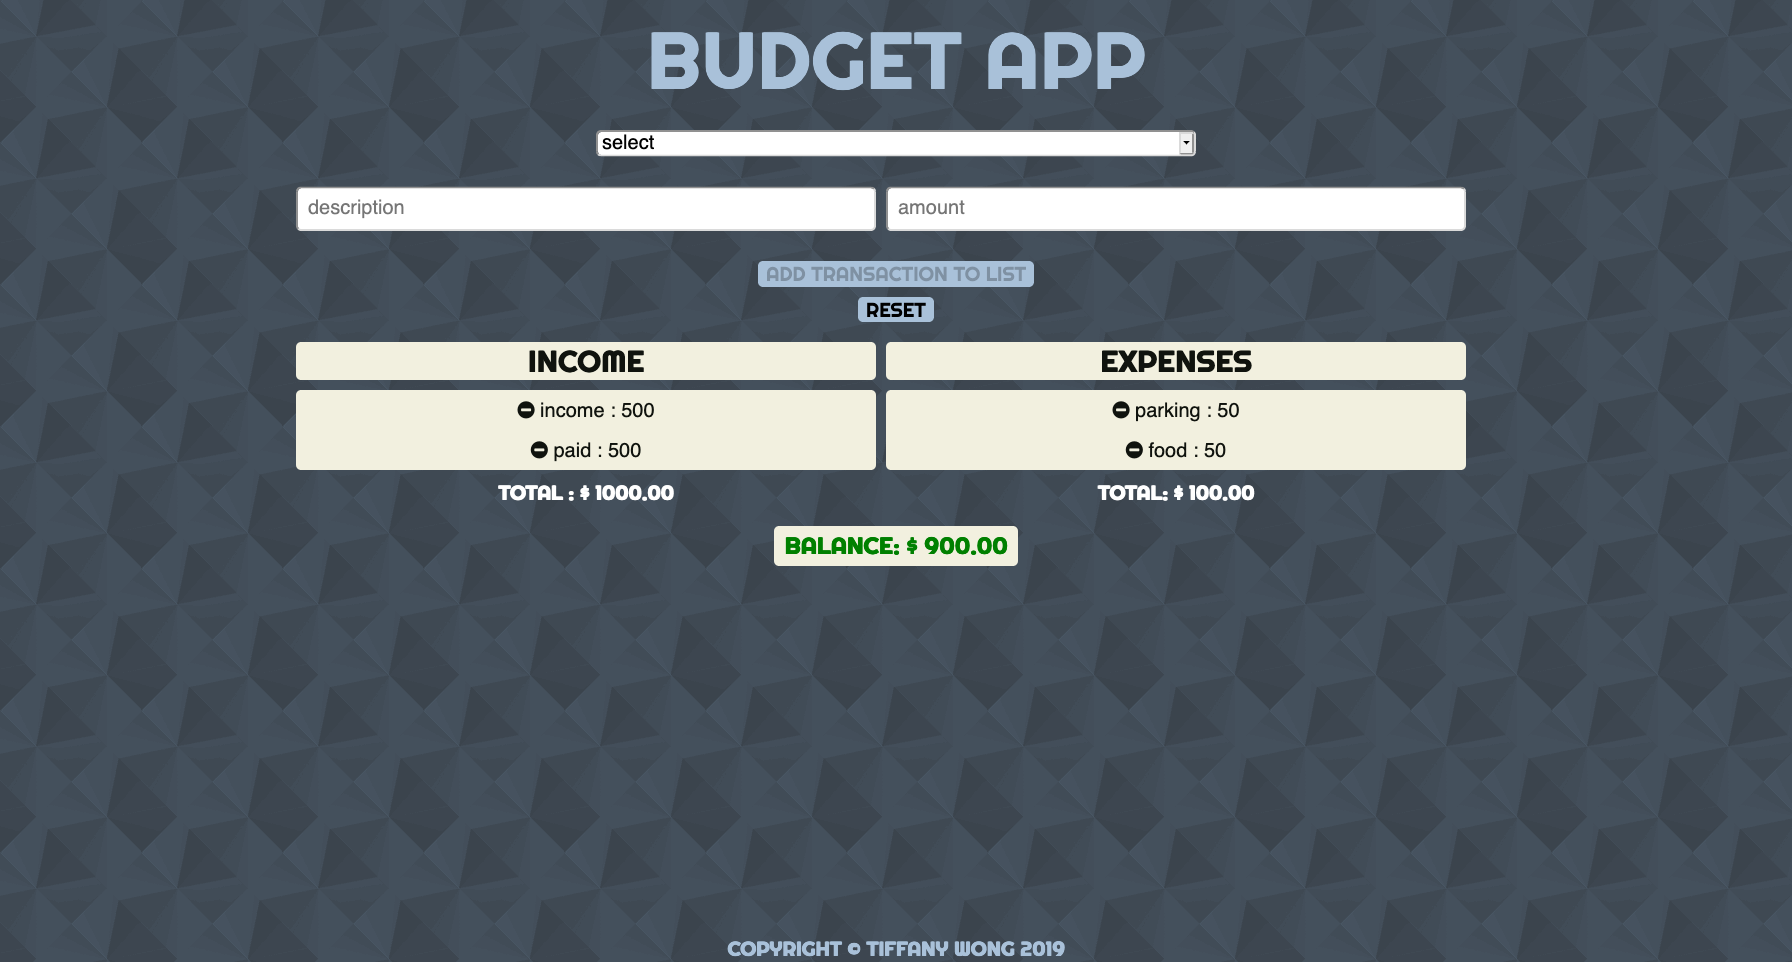 BUDGET APP
select
description
amount
ADD TRANSACTION TO LIST
RESET
INCOME
EXPENSES
income : 500
parking : 50
paid : 500
food : 50
TOTAL : $ 1000.00
TOTAL: $ 100.00
BALANCE: $ 900.00
COPYRIGHT © TIFFANY WONG 2019